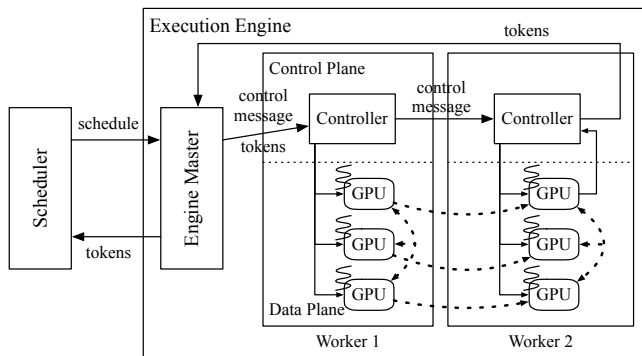 Execution Engine
tokens
Control Plane
schedule
control
message
tokens
Controller
control
message
Controller
Scheduler
Engine Master
GPU
GPU
tokens
GPU
GPU
GPU
GPU
Data Plane
Worker 1
Worker 2